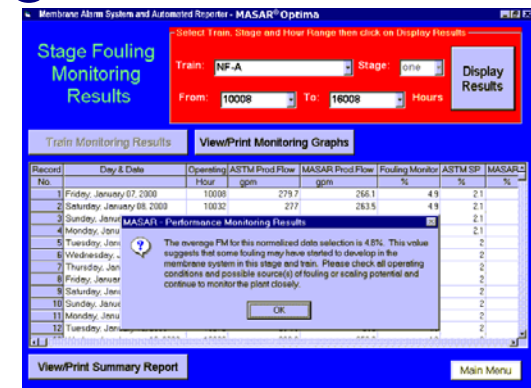 Membrane Alarm System and Automated Reporter - MASAR® Optima
Select Train, Stage and Hour Range then click on Display Results
Stage Fouling
Monitoring
Results
Train: NF-A Stage: one
From: 10008 To: 16008 Hours
Display
Results
Train Monitoring Results
View/Print Monitoring Graphs
Record Day & Date Operating ASTM Prod.Flow MASAR Prod.Flow Fouling Monitor ASTM SP MASAR
No. Hour gpm gpm % % %
1 Friday, January 07, 2000 10008 279.7 266.1 4.9 2.1
2 Saturday, January 08, 2000 10032 277 263.5 4.9 2.1
3 Sunday, 2.1
4 Monday, 2.1
5 Tuesday, 2
6 Wednesday, 2
7 Thursday, 2
8 Friday, 2
9 Saturday, 2
10 Sunday, 2
11 Monday, 2
12 Tuesday, 2
MASAR - Performance Monitoring Results
The average FM for this normalized data selection is 4.8%. This value
suggests that some fouling may have started to develop in the
membrane system in this stage and train. Please check all operating
conditions and possible source(s) of fouling or scaling potential and
continue to monitor the plant closely.
OK
View/Print Summary Report
Main Menu